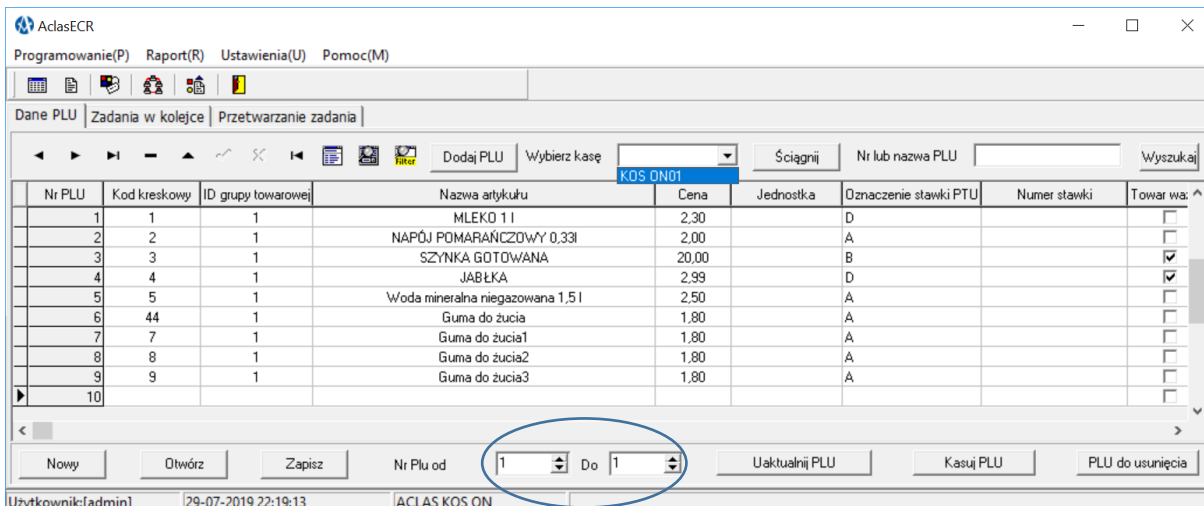 AclasECR
Programowanie(P) Raport(R) Ustawienia(U) Pomoc(M)
Dane PLU Zadania w kolejce Przetwarzanie zadania
Filter Dodaj PLU Wybierz kasę Ściągnij Nr lub nazwa PLU Wyszukaj
KOS ON01
Nr PLU Kod kreskowy ID grupy towarowej Nazwa artykułu Cena Jednostka Oznaczenie stawki PTU Numer stawki Towar waż
1 1 1 MLEKO 1 l 2,30 D
2 2 1 NAPÓJ POMARAŃCZOWY 0,33l 2,00 A
3 3 1 SZYNKA GOTOWANA 20,00 B
4 4 1 JABŁKA 2,99 D
5 5 1 Woda mineralna niegazowana 1,5 l 2,50 A
6 44 1 Guma do żucia 1,80 A
7 7 1 Guma do żucia1 1,80 A
8 8 1 Guma do żucia2 1,80 A
9 9 1 Guma do żucia3 1,80 A
10
Nowy Otwórz Zapisz Nr Plu od 1 Do 1 Uaktualnij PLU Kasuj PLU PLU do usunięcia
Użytkownik:[admin] 29-07-2019 22:19:13 ACLAS KOS ON